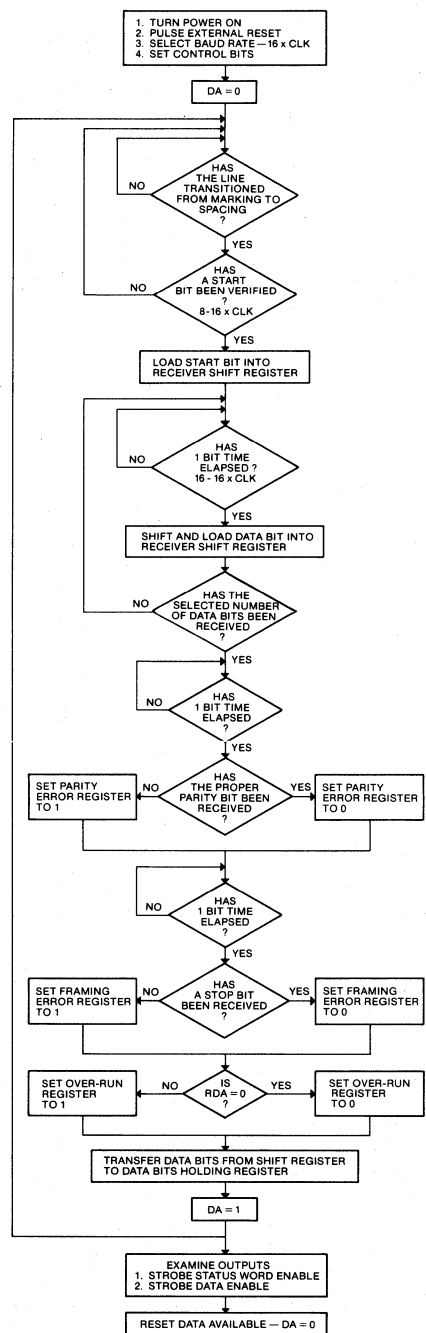 1. TURN POWER ON
2. PULSE EXTERNAL RESET
3. SELECT BAUD RATE — 16 x CLK
4. SET CONTROL BITS
DA = 0
HAS
THE LINE
TRANSITIONED
FROM MARKING TO
SPACING
?
NO
YES
HAS
A START
BIT BEEN VERIFIED
?
8-16 x CLK
NO
YES
LOAD START BIT INTO
RECEIVER SHIFT REGISTER
HAS
1 BIT TIME
ELAPSED ?
16 - 16 x CLK
NO
YES
SHIFT AND LOAD DATA BIT INTO
RECEIVER SHIFT REGISTER
HAS THE
SELECTED NUMBER
OF DATA BITS BEEN
RECEIVED
?
NO
YES
HAS
1 BIT TIME
ELAPSED
?
NO
YES
HAS
THE PROPER
PARITY BIT BEEN
RECEIVED
?
NO
YES
SET PARITY
ERROR REGISTER
TO 1
SET PARITY
ERROR REGISTER
TO 0
HAS
1 BIT TIME
ELAPSED
?
NO
YES
HAS
A STOP BIT
BEEN RECEIVED
?
NO
YES
SET FRAMING
ERROR REGISTER
TO 1
SET FRAMING
ERROR REGISTER
TO 0
IS
RDA = 0
?
NO
YES
SET OVER-RUN
REGISTER
TO 1
SET OVER-RUN
REGISTER
TO 0
TRANSFER DATA BITS FROM SHIFT REGISTER
TO DATA BITS HOLDING REGISTER
DA = 1
EXAMINE OUTPUTS
1. STROBE STATUS WORD ENABLE
2. STROBE DATA ENABLE
RESET DATA AVAILABLE — DA = 0